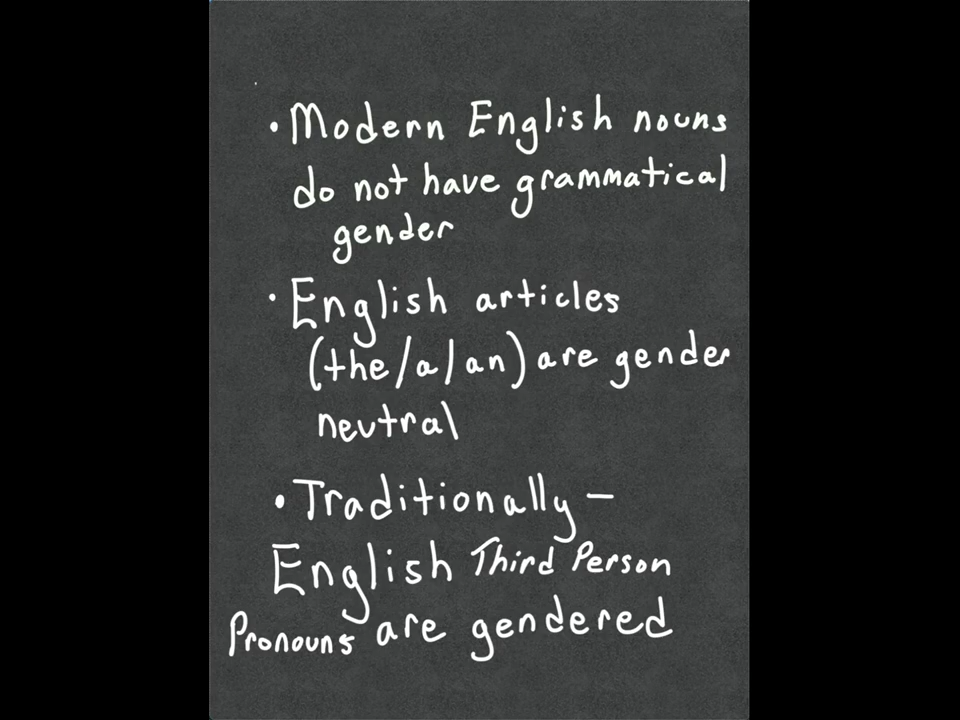 • Modern English nouns
do not have grammatical
gender
• English articles
(the/a/an) are gender
neutral
• Traditionally –
English Third Person
Pronouns are gendered